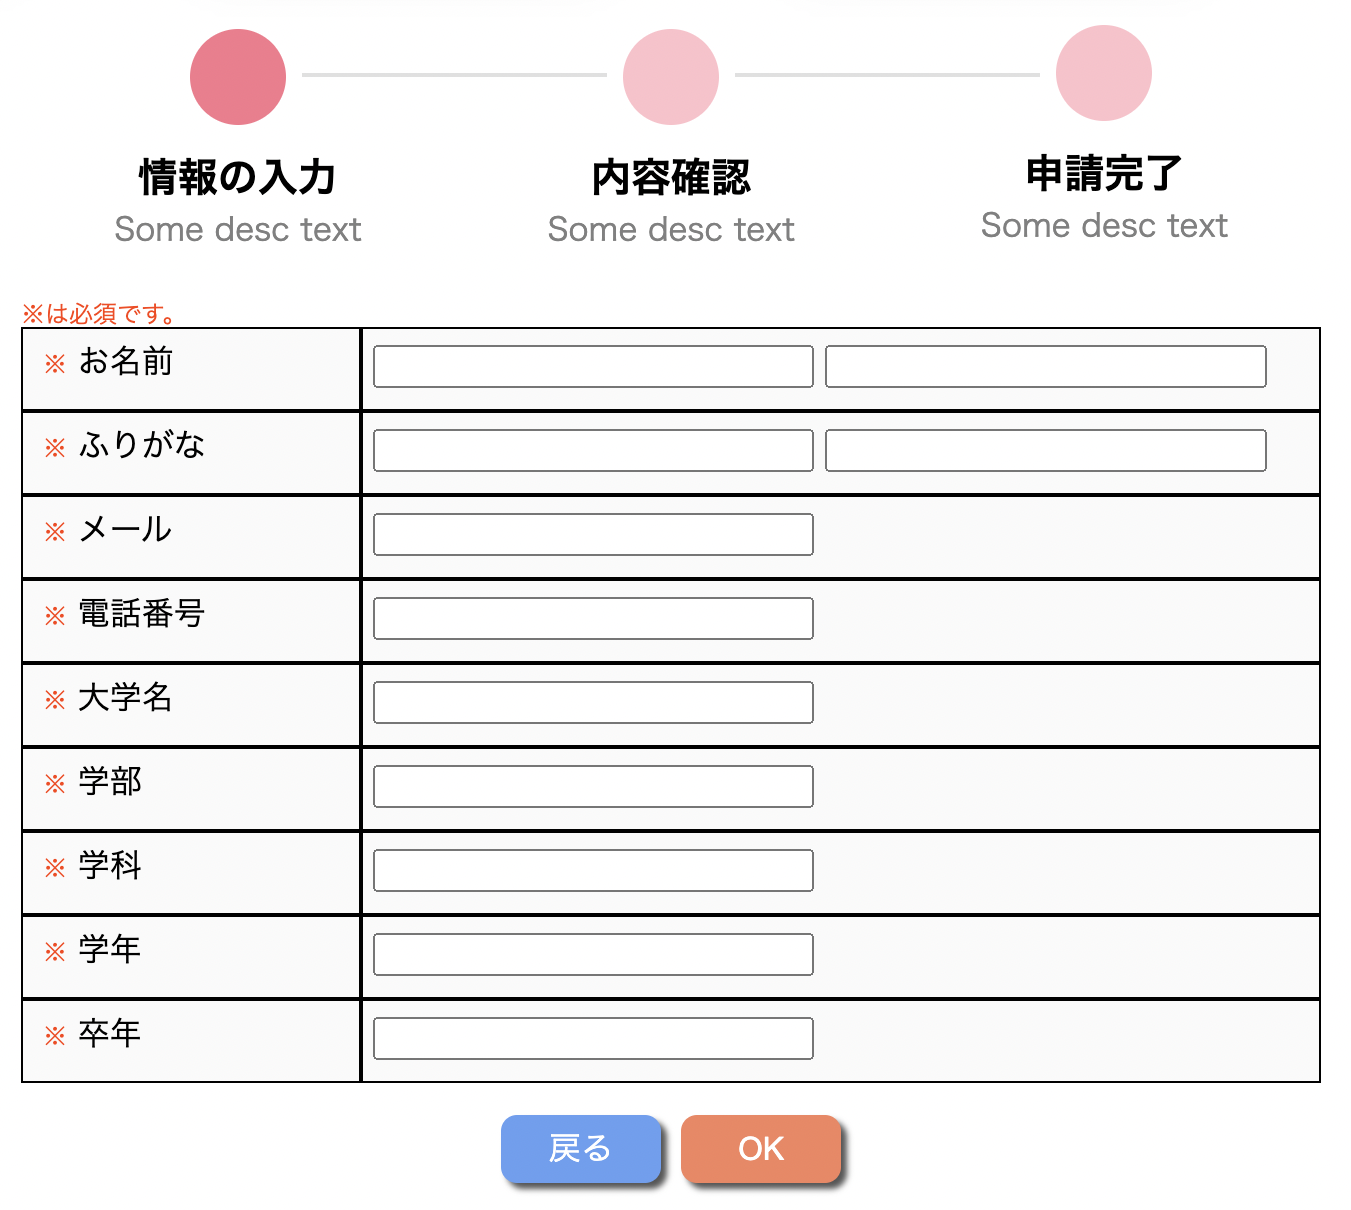 情報の入力
Some desc text
内容確認
Some desc text
申請完了
Some desc text
※は必須です。
※ お名前
※ ふりがな
※ メール
※ 電話番号
※ 大学名
※ 学部
※ 学科
※ 学年
※ 卒年
戻る
OK